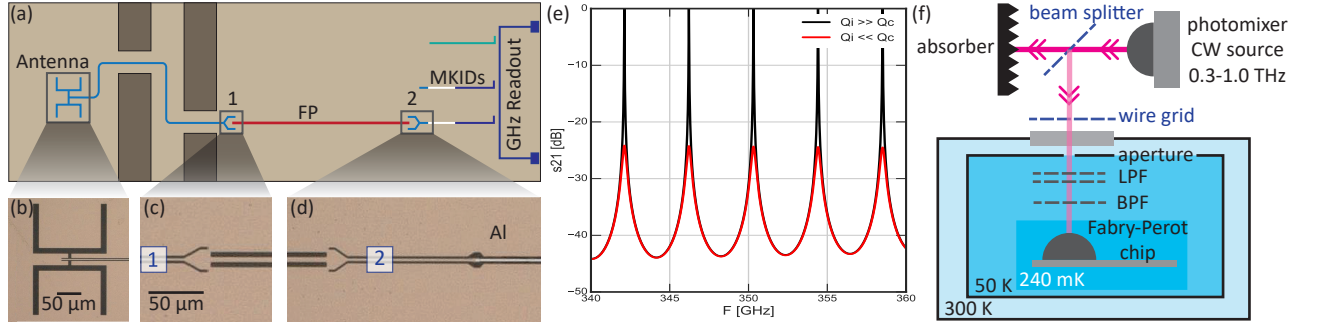 (a)
Antenna
1
FP
2
MKIDs
GHz Readout
(b)
50 µm
(c)
1
50 µm
(d)
2
Al
(e)
s21 [dB]
0
−10
−20
−30
−40
−50
340
345
350
355
360
F [GHz]
Qi >> Qc
Qi << Qc
(f)
beam splitter
absorber
photomixer
CW source
0.3-1.0 THz
wire grid
aperture
LPF
BPF
Fabry-Perot
chip
240 mK
50 K
300 K